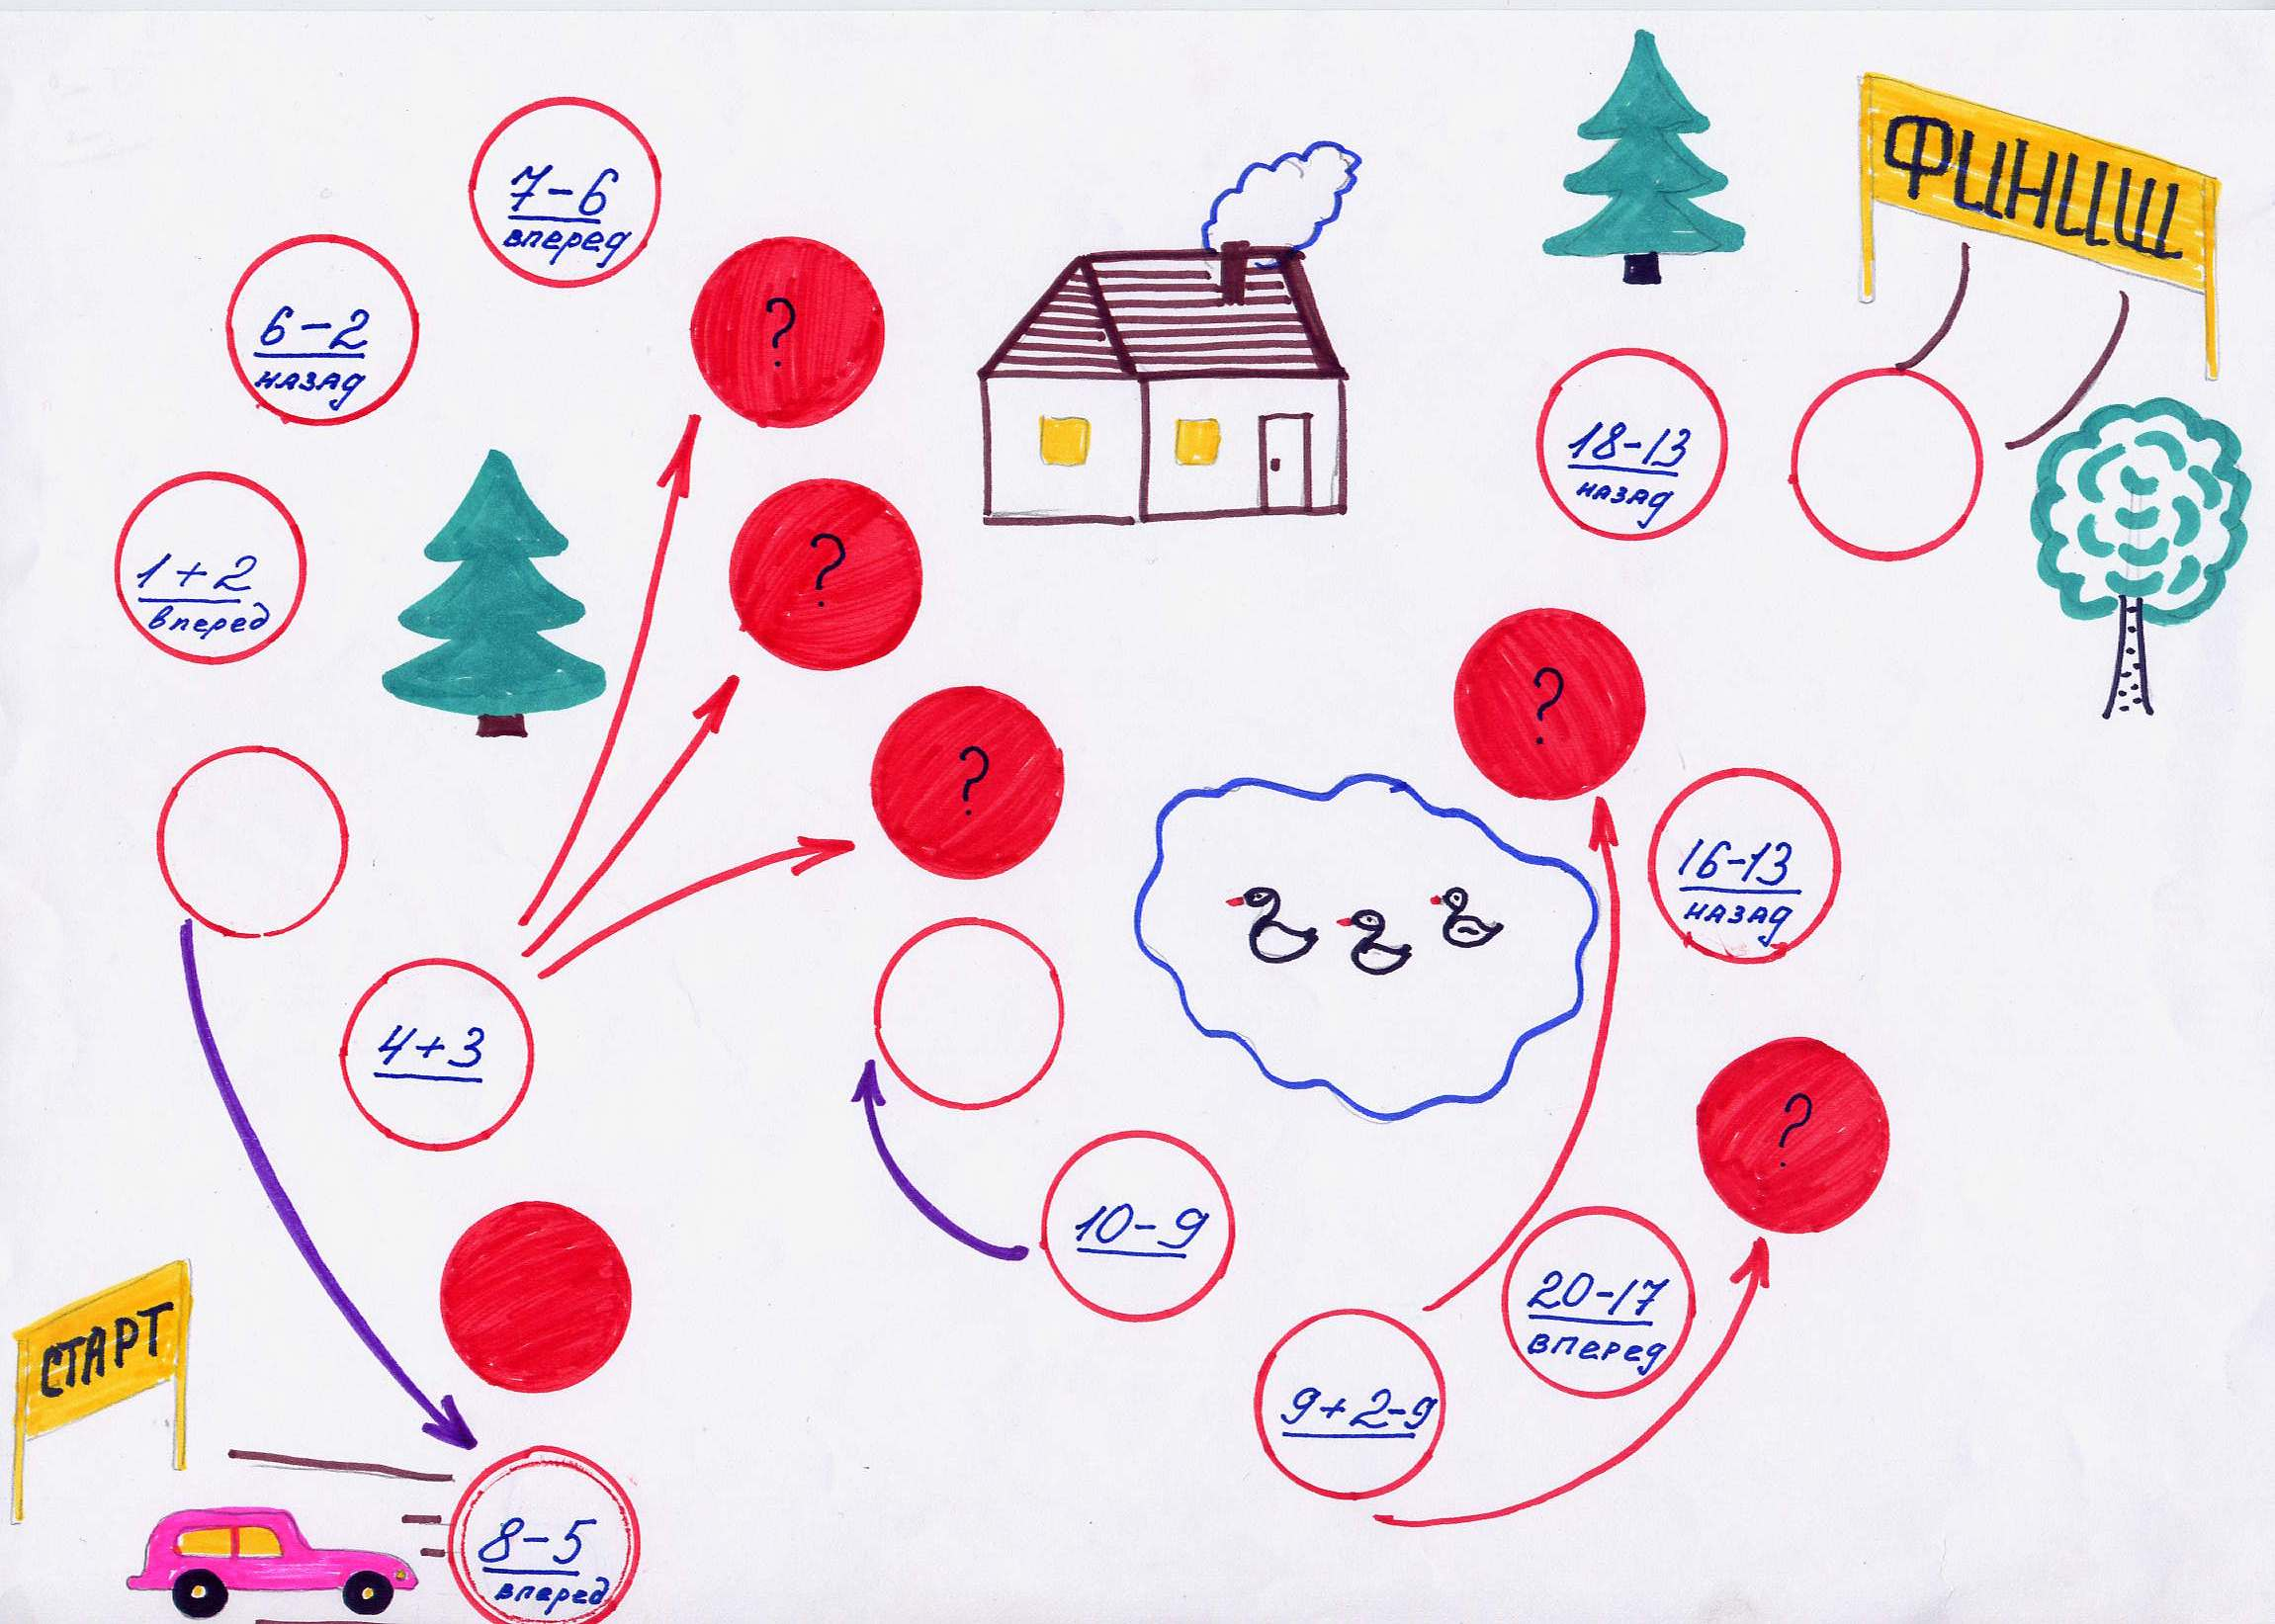 7-6
вперед
?
ФИНИШ
6-2
назад
18-13
назад
?
1+2
вперед
?
?
16-13
назад
4+3
?
10-9
20-17
вперед
СТАРТ
9+2-9
8-5
вперед